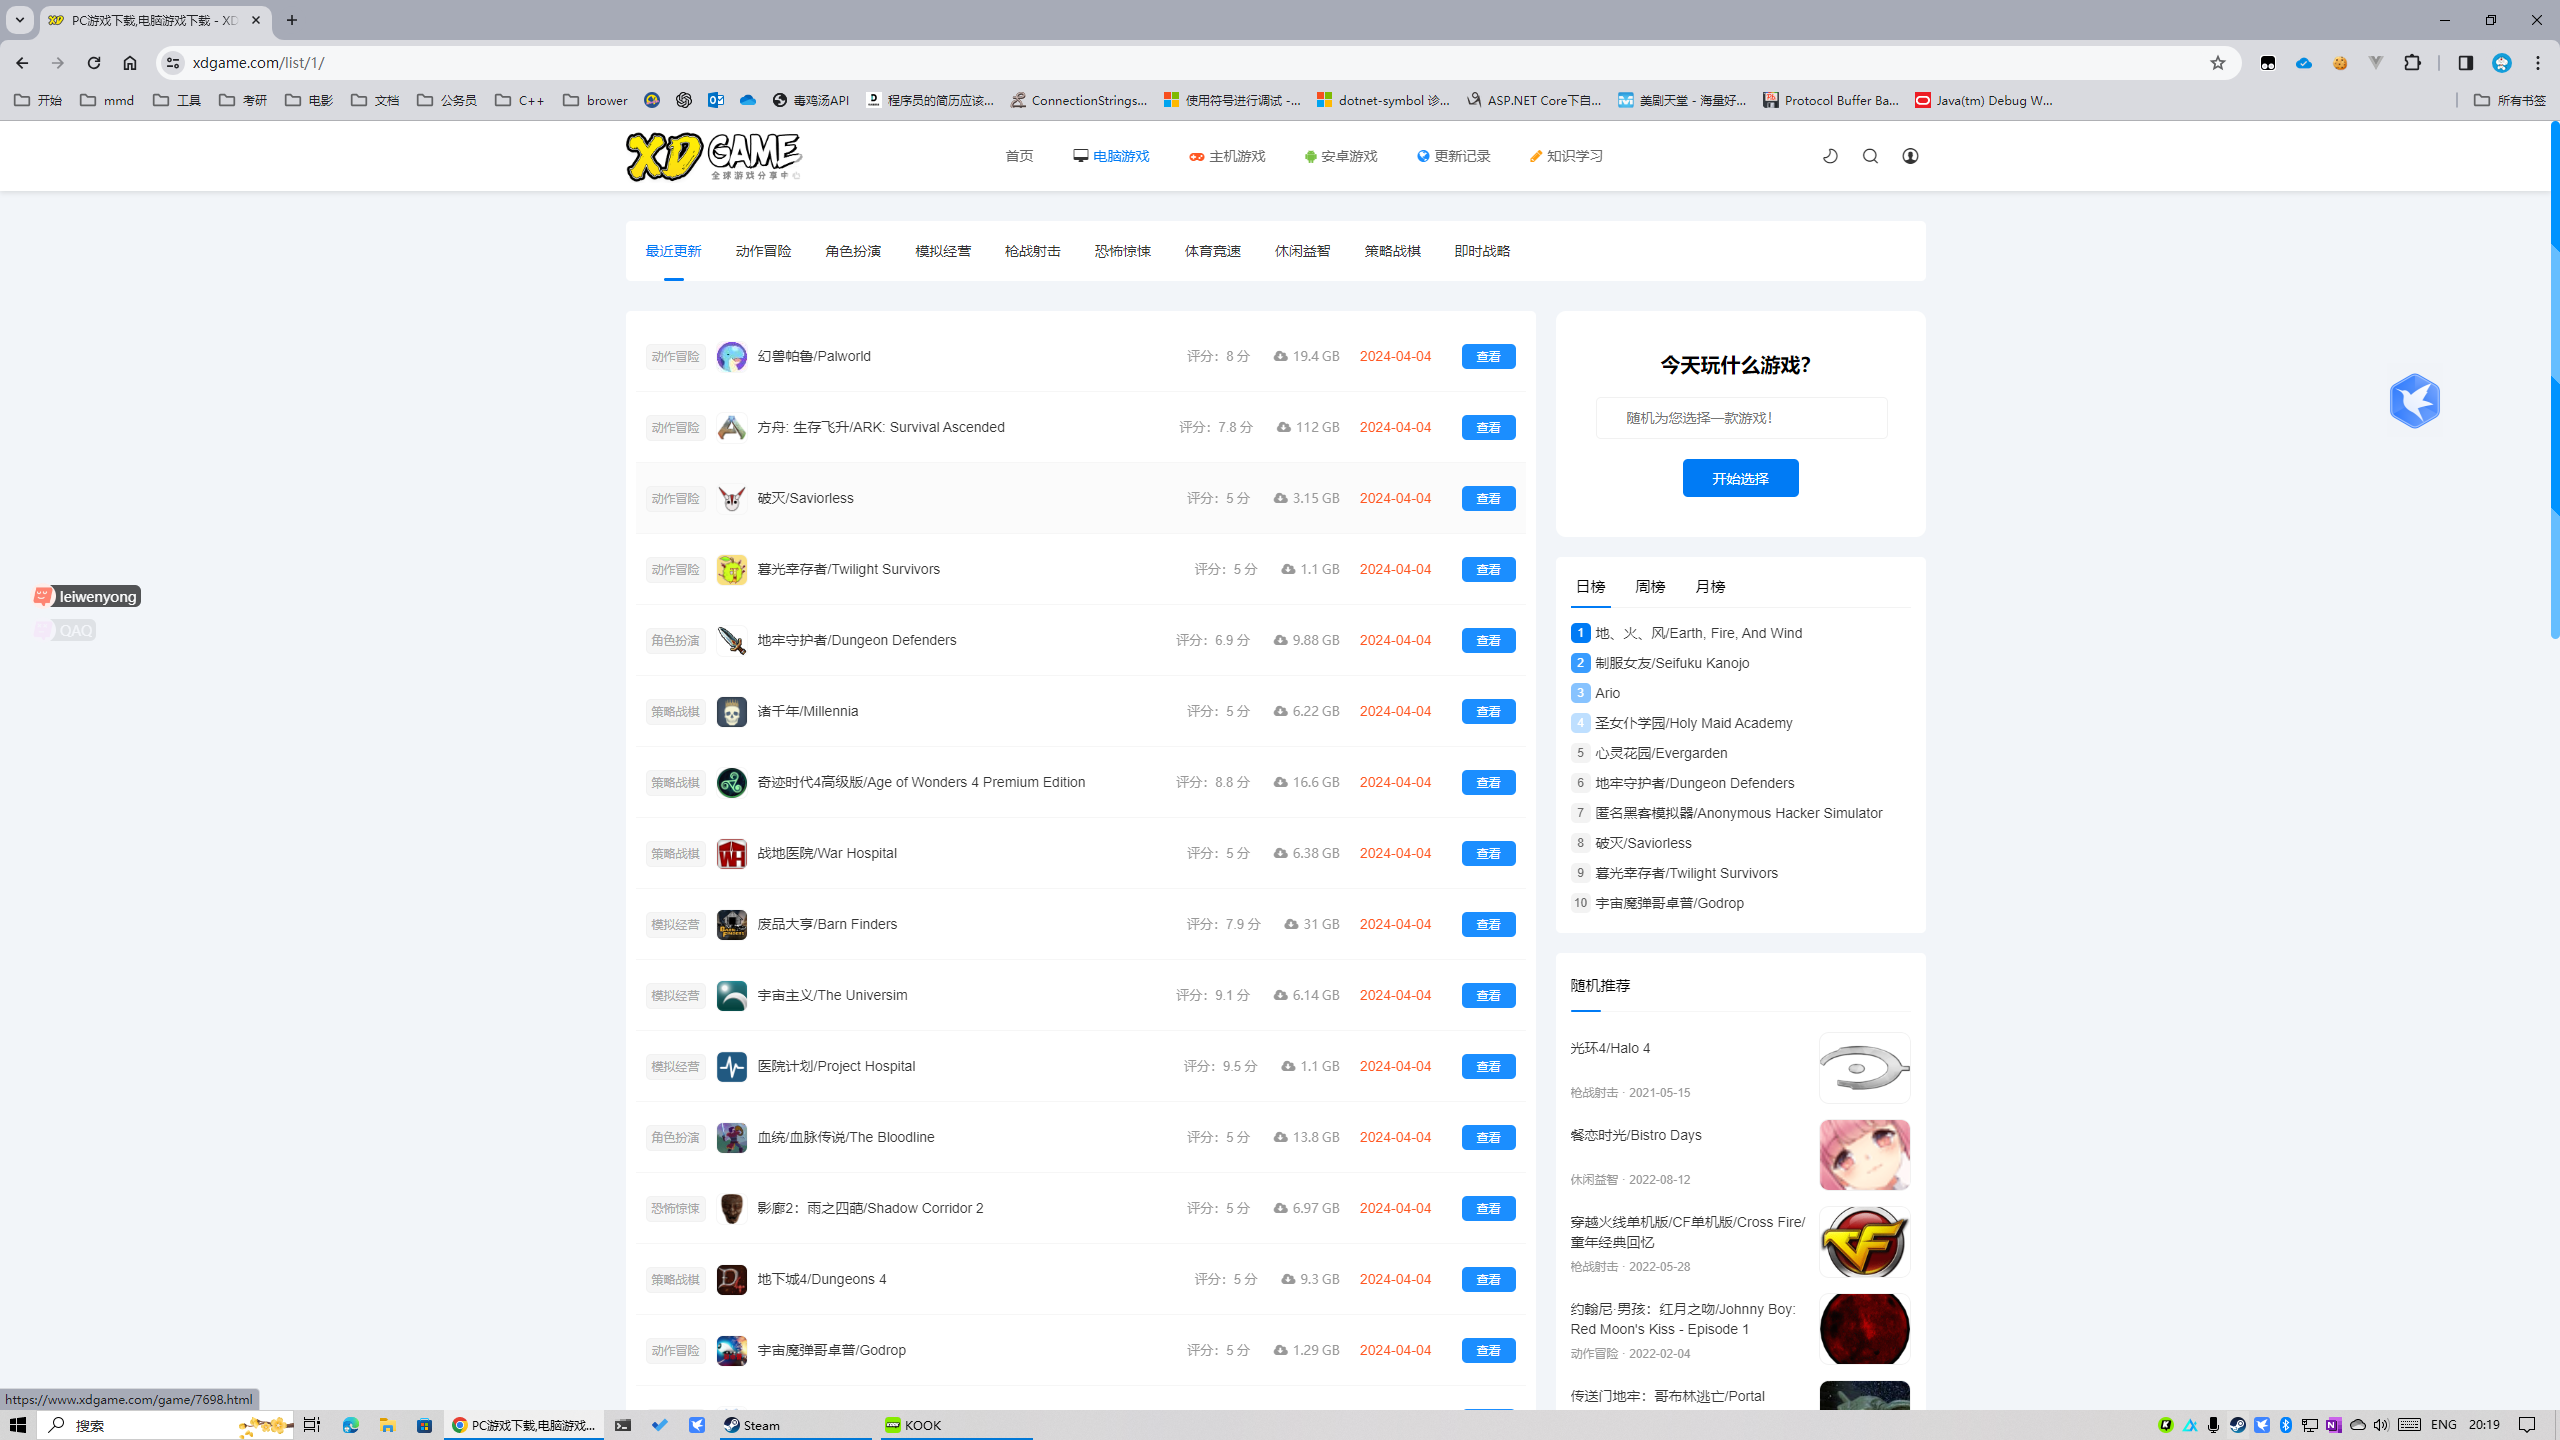 PC游戏下载,电脑游戏下载 - XD
xdgame.com/list/1/
开始 mmd 工具 考研 电影 文档 公务员 C++ brower 毒鸡汤API 程序员的简历应该... ConnectionStrings... 使用符号进行调试 -... dotnet-symbol 诊... ASP.NET Core下自... 美剧天堂 - 海量好... Protocol Buffer Ba... Java(tm) Debug W... 所有书签
XD GAME
全球游戏分享中心
首页 电脑游戏 主机游戏 安卓游戏 更新记录 知识学习
最近更新 动作冒险 角色扮演 模拟经营 枪战射击 恐怖惊悚 体育竞速 休闲益智 策略战棋 即时战略
动作冒险 幻兽帕鲁/Palworld 评分：8 分 19.4 GB 2024-04-04 查看
动作冒险 方舟: 生存飞升/ARK: Survival Ascended 评分：7.8 分 112 GB 2024-04-04 查看
动作冒险 破灭/Saviorless 评分：5 分 3.15 GB 2024-04-04 查看
动作冒险 暮光幸存者/Twilight Survivors 评分：5 分 1.1 GB 2024-04-04 查看
角色扮演 地牢守护者/Dungeon Defenders 评分：6.9 分 9.88 GB 2024-04-04 查看
策略战棋 诸千年/Millennia 评分：5 分 6.22 GB 2024-04-04 查看
策略战棋 奇迹时代4高级版/Age of Wonders 4 Premium Edition 评分：8.8 分 16.6 GB 2024-04-04 查看
策略战棋 战地医院/War Hospital 评分：5 分 6.38 GB 2024-04-04 查看
模拟经营 废品大亨/Barn Finders 评分：7.9 分 31 GB 2024-04-04 查看
模拟经营 宇宙主义/The Universim 评分：9.1 分 6.14 GB 2024-04-04 查看
模拟经营 医院计划/Project Hospital 评分：9.5 分 1.1 GB 2024-04-04 查看
角色扮演 血统/血脉传说/The Bloodline 评分：5 分 13.8 GB 2024-04-04 查看
恐怖惊悚 影廊2：雨之四葩/Shadow Corridor 2 评分：5 分 6.97 GB 2024-04-04 查看
策略战棋 地下城4/Dungeons 4 评分：5 分 9.3 GB 2024-04-04 查看
动作冒险 宇宙魔弹哥卓普/Godrop 评分：5 分 1.29 GB 2024-04-04 查看
今天玩什么游戏?
随机为您选择一款游戏!
开始选择
日榜 周榜 月榜
1 地、火、风/Earth, Fire, And Wind
2 制服女友/Seifuku Kanojo
3 Ario
4 圣女仆学园/Holy Maid Academy
5 心灵花园/Evergarden
6 地牢守护者/Dungeon Defenders
7 匿名黑客模拟器/Anonymous Hacker Simulator
8 破灭/Saviorless
9 暮光幸存者/Twilight Survivors
10 宇宙魔弹哥卓普/Godrop
随机推荐
光环4/Halo 4
枪战射击 · 2021-05-15
餐恋时光/Bistro Days
休闲益智 · 2022-08-12
穿越火线单机版/CF单机版/Cross Fire/
童年经典回忆
枪战射击 · 2022-05-28
约翰尼·男孩：红月之吻/Johnny Boy:
Red Moon's Kiss - Episode 1
动作冒险 · 2022-02-04
传送门地牢：哥布林逃亡/Portal
leiwenyong
QAQ
https://www.xdgame.com/game/7698.html
搜索 PC游戏下载,电脑游戏... Steam KOOK ENG 20:19